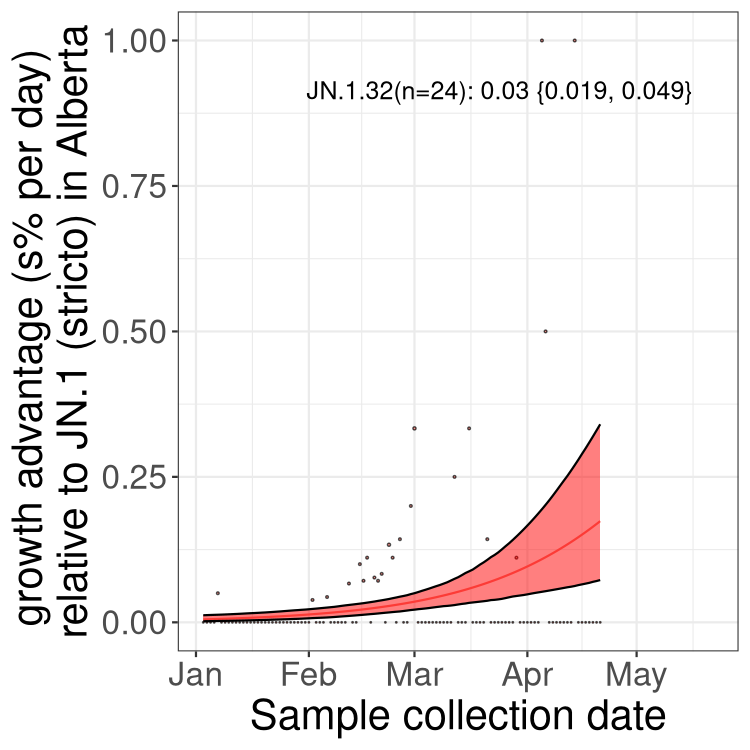 growth advantage (s% per day)
relative to JN.1 (stricto) in Alberta
1.00
0.75
0.50
0.25
0.00
JN.1.32(n=24): 0.03 {0.019, 0.049}
Jan Feb Mar Apr May
Sample collection date